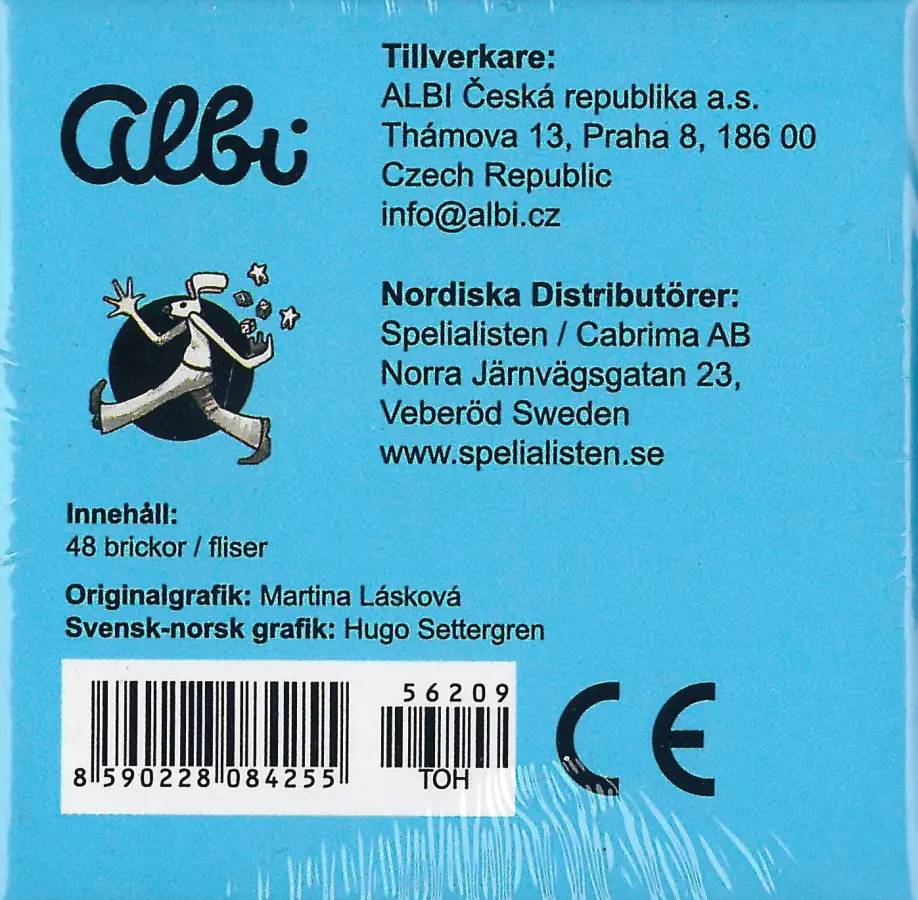 Albi
Tillverkare:
ALBI Česká republika a.s.
Thámova 13, Praha 8, 186 00
Czech Republic
info@albi.cz
Nordiska Distributörer:
Spelialisten / Cabrima AB
Norra Järnvägsgatan 23,
Veberöd Sweden
www.spelialisten.se
Innehåll:
48 brickor / fliser
Originalgrafik: Martina Lásková
Svensk-norsk grafik: Hugo Settergren
56209
8 590228 084255
TOH
CE